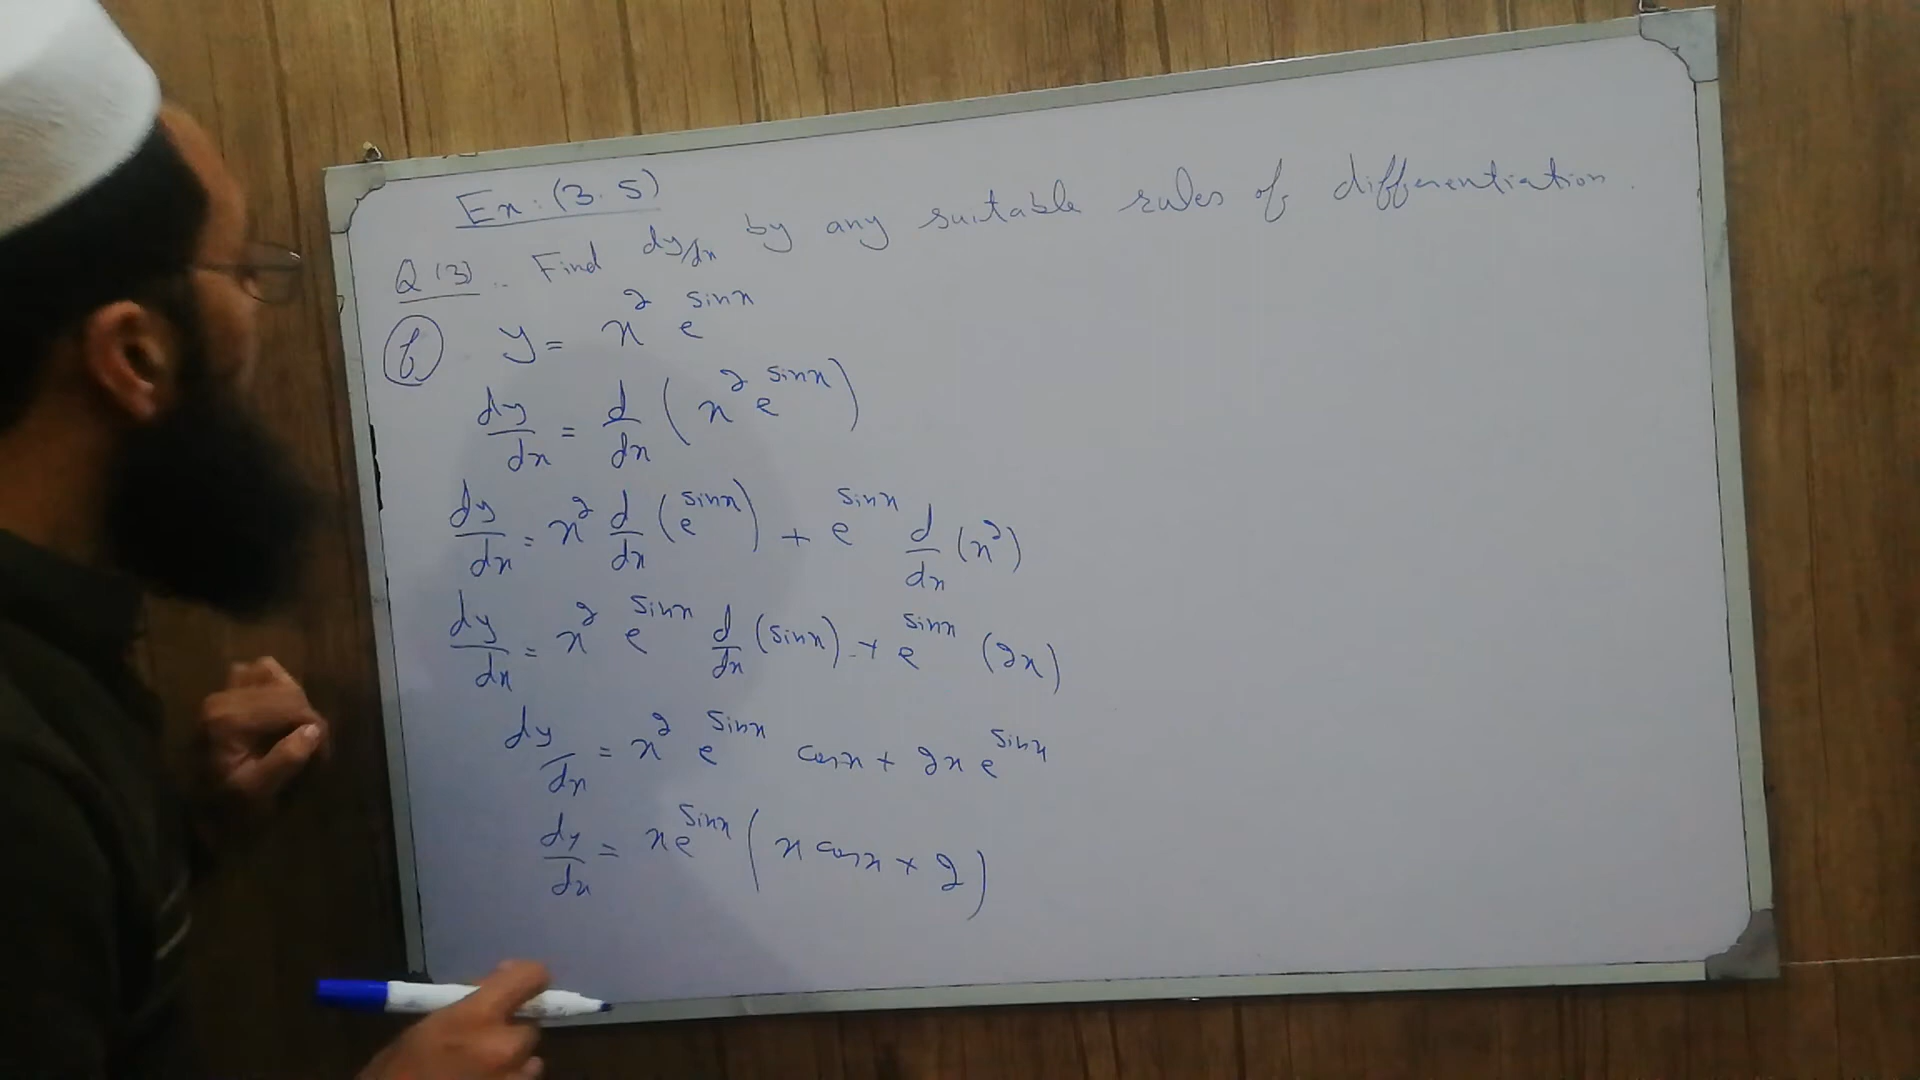 Ex: (3.5)
Q(3).. Find dy/dx by any suitable rules of differentiation.
(f) y = x² e^sinx
dy/dx = d/dx (x² e^sinx)
dy/dx = x² d/dx (e^sinx) + e^sinx d/dx (x²)
dy/dx = x² e^sinx d/dx (sinx) + e^sinx (2x)
dy/dx = x² e^sinx cosx + 2x e^sinx
dy/dx = xe^sinx (x cosx + 2)